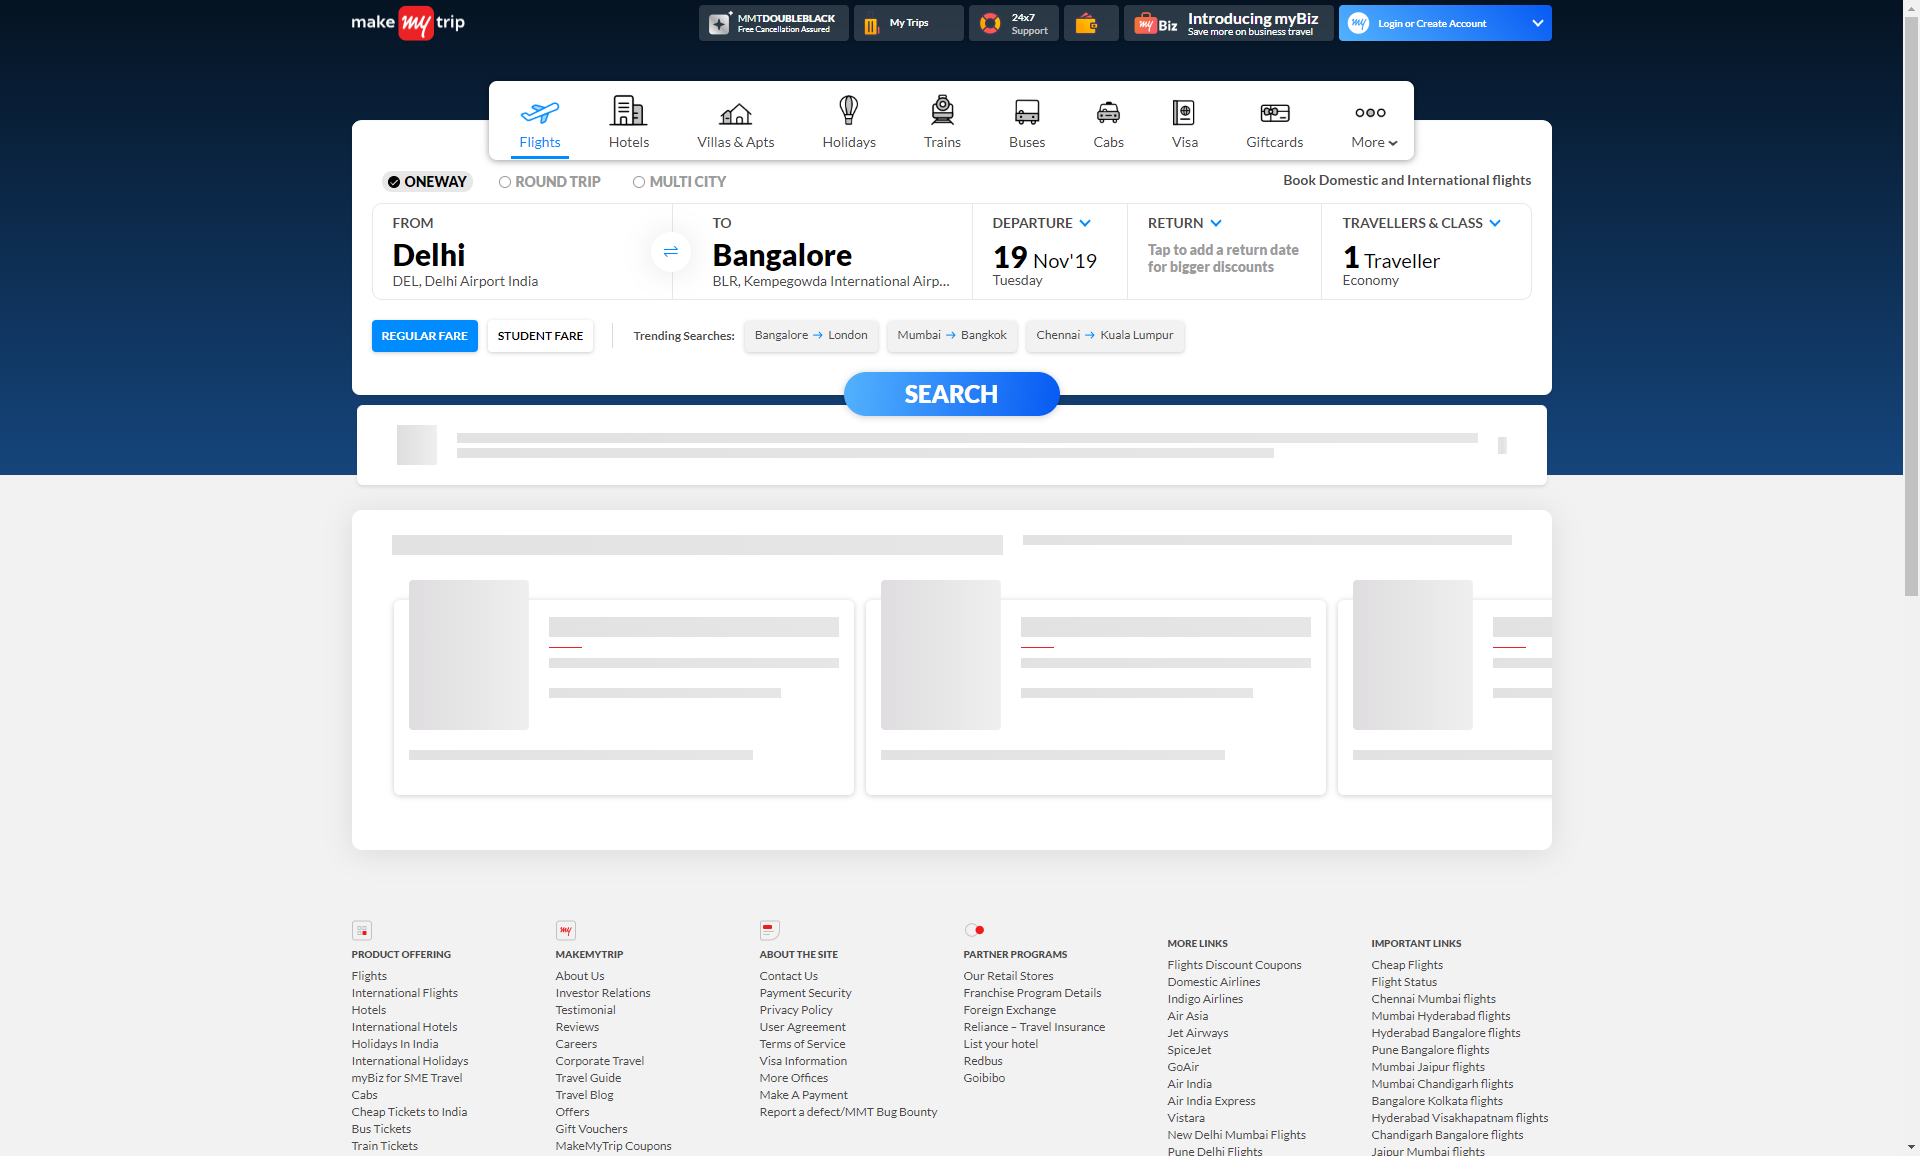 make my trip
MMTDOUBLEBLACK
Free Cancellation Assured
My Trips
24x7
Support
my Biz
Introducing myBiz
Save more on business travel
my
Login or Create Account
Flights
Hotels
Villas & Apts
Holidays
Trains
Buses
Cabs
Visa
Giftcards
More
ONEWAY
ROUND TRIP
MULTI CITY
Book Domestic and International flights
FROM
Delhi
DEL, Delhi Airport India
TO
Bangalore
BLR, Kempegowda International Airp...
DEPARTURE
19 Nov'19
Tuesday
RETURN
Tap to add a return date
for bigger discounts
TRAVELLERS & CLASS
1 Traveller
Economy
REGULAR FARE
STUDENT FARE
Trending Searches:
Bangalore → London
Mumbai → Bangkok
Chennai → Kuala Lumpur
SEARCH
PRODUCT OFFERING
Flights
International Flights
Hotels
International Hotels
Holidays In India
International Holidays
myBiz for SME Travel
Cabs
Cheap Tickets to India
Bus Tickets
Train Tickets
my
MAKEMYTRIP
About Us
Investor Relations
Testimonial
Reviews
Careers
Corporate Travel
Travel Guide
Travel Blog
Offers
Gift Vouchers
MakeMyTrip Coupons
ABOUT THE SITE
Contact Us
Payment Security
Privacy Policy
User Agreement
Terms of Service
Visa Information
More Offices
Make A Payment
Report a defect/MMT Bug Bounty
PARTNER PROGRAMS
Our Retail Stores
Franchise Program Details
Foreign Exchange
Reliance – Travel Insurance
List your hotel
Redbus
Goibibo
MORE LINKS
Flights Discount Coupons
Domestic Airlines
Indigo Airlines
Air Asia
Jet Airways
SpiceJet
GoAir
Air India
Air India Express
Vistara
New Delhi Mumbai Flights
Pune Delhi Flights
IMPORTANT LINKS
Cheap Flights
Flight Status
Chennai Mumbai flights
Mumbai Hyderabad flights
Hyderabad Bangalore flights
Pune Bangalore flights
Mumbai Jaipur flights
Mumbai Chandigarh flights
Bangalore Kolkata flights
Hyderabad Visakhapatnam flights
Chandigarh Bangalore flights
Jaipur Mumbai flights